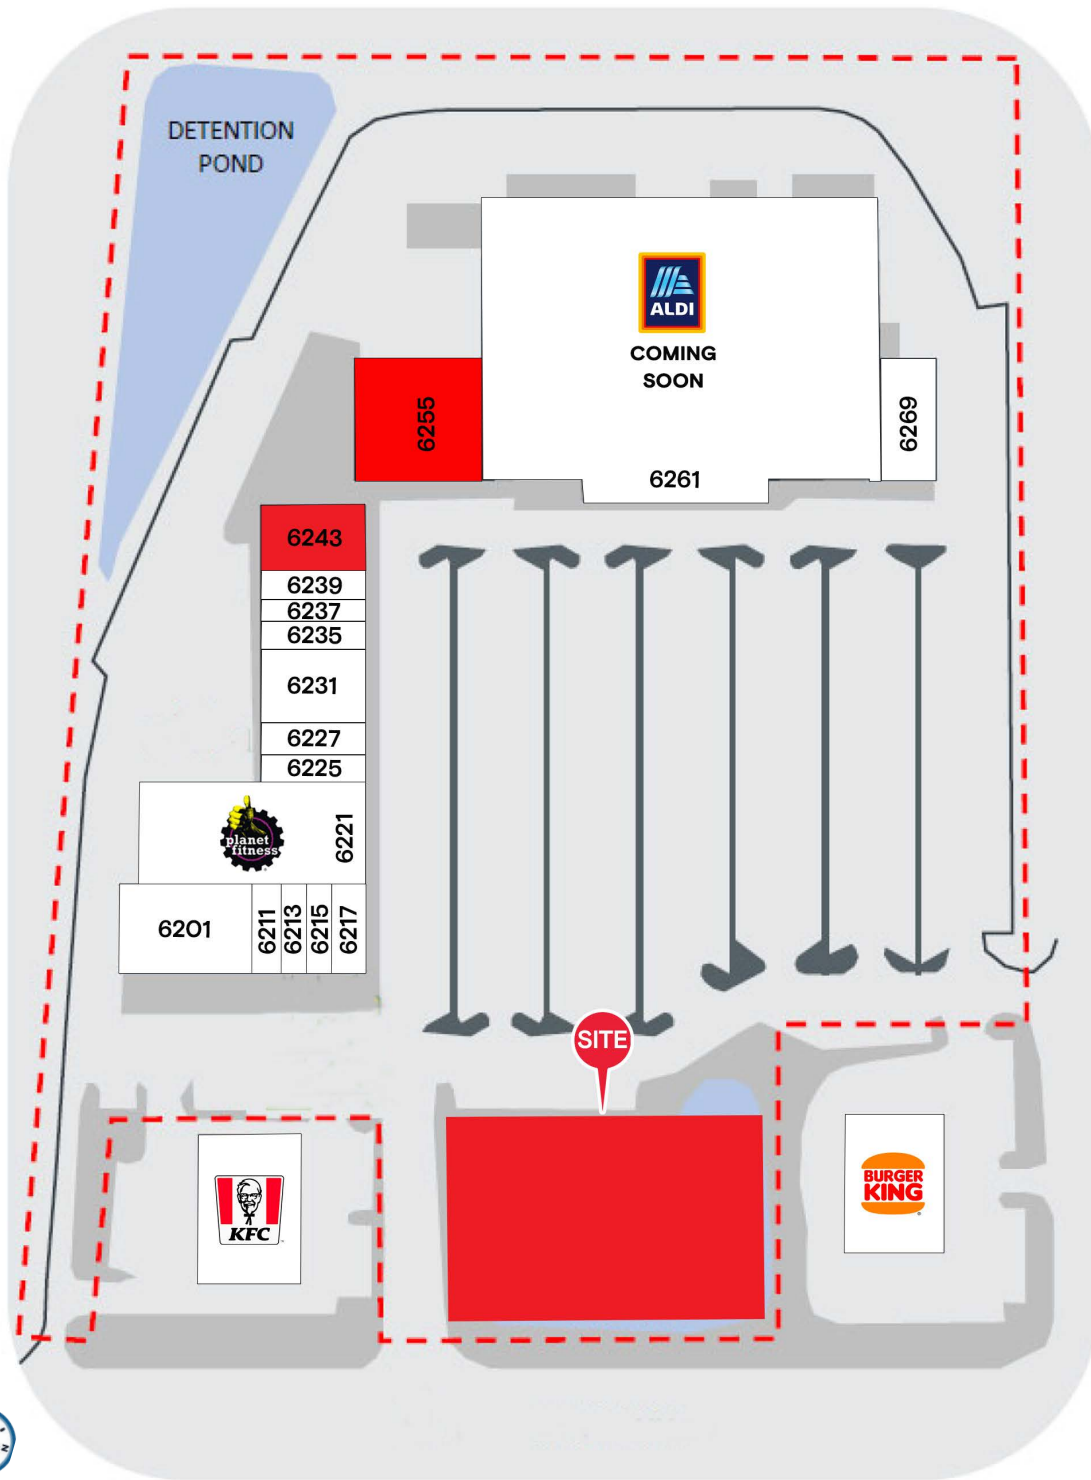 DETENTION
POND
ALDI
COMING
SOON
6255
6269
6261
6243
6239
6237
6235
6231
6227
6225
planet
fitness
6221
6201
6211
6213
6215
6217
SITE
KFC
BURGER
KING
N